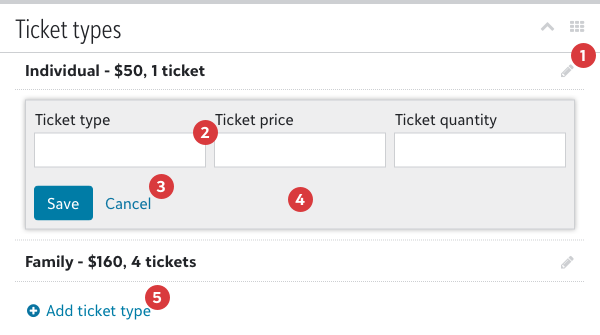 Ticket types
1
Individual - $50, 1 ticket
Ticket type Ticket price Ticket quantity
2
3
4
Save Cancel
Family - $160, 4 tickets
5
Add ticket type